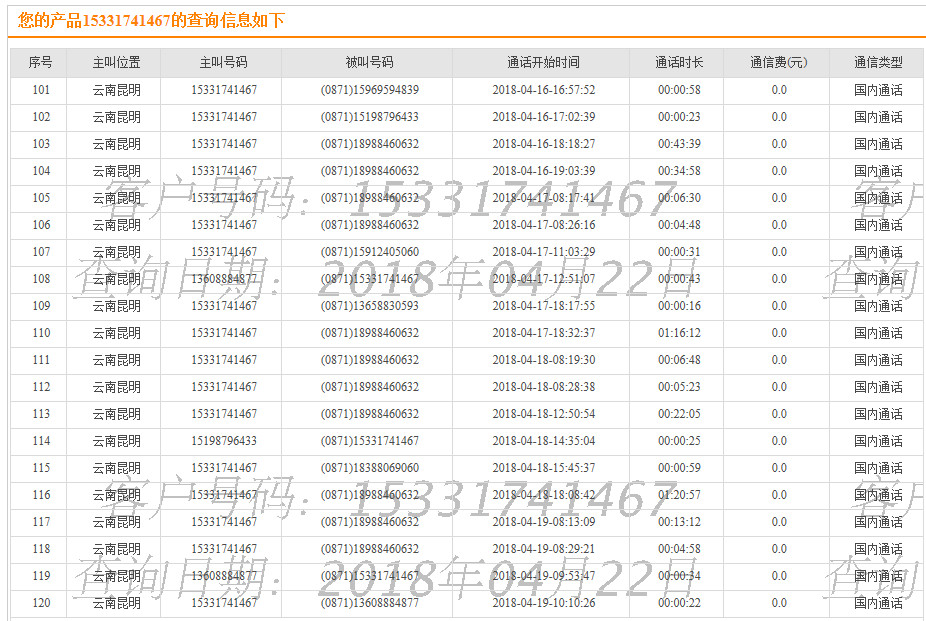 您的产品15331741467的查询信息如下
序号 主叫位置 主叫号码 被叫号码 通话开始时间 通话时长 通信费(元) 通信类型
101 云南昆明 15331741467 (0871)15969594839 2018-04-16-16:57:52 00:00:58 0.0 国内通话
102 云南昆明 15331741467 (0871)15198796433 2018-04-16-17:02:39 00:00:23 0.0 国内通话
103 云南昆明 15331741467 (0871)18988460632 2018-04-16-18:18:27 00:43:39 0.0 国内通话
104 云南昆明 15331741467 (0871)18988460632 2018-04-16-19:03:39 00:34:58 0.0 国内通话
客户号码：15331741467 客户
105 云南昆明 15331741467 (0871)18988460632 2018-04-17-08:17:41 00:06:30 0.0 国内通话
106 云南昆明 15331741467 (0871)18988460632 2018-04-17-08:26:16 00:04:48 0.0 国内通话
107 云南昆明 15331741467 (0871)15912405060 2018-04-17-11:03:29 00:00:31 0.0 国内通话
查询日期：2018年04月22日 查询
108 云南昆明 13608884877 (0871)15331741467 2018-04-17-12:51:07 00:00:43 0.0 国内通话
109 云南昆明 15331741467 (0871)13658830593 2018-04-17-18:17:55 00:00:16 0.0 国内通话
110 云南昆明 15331741467 (0871)18988460632 2018-04-17-18:32:37 01:16:12 0.0 国内通话
111 云南昆明 15331741467 (0871)18988460632 2018-04-18-08:19:30 00:06:48 0.0 国内通话
112 云南昆明 15331741467 (0871)18988460632 2018-04-18-08:28:38 00:05:23 0.0 国内通话
113 云南昆明 15331741467 (0871)18988460632 2018-04-18-12:50:54 00:22:05 0.0 国内通话
114 云南昆明 15198796433 (0871)15331741467 2018-04-18-14:35:04 00:00:25 0.0 国内通话
115 云南昆明 15331741467 (0871)18388069060 2018-04-18-15:45:37 00:00:59 0.0 国内通话
116 云南昆明 15331741467 (0871)18988460632 2018-04-18-18:08:42 01:20:57 0.0 国内通话
客户号码：15331741467 客户
117 云南昆明 15331741467 (0871)18988460632 2018-04-19-08:13:09 00:13:12 0.0 国内通话
118 云南昆明 15331741467 (0871)18988460632 2018-04-19-08:29:21 00:04:58 0.0 国内通话
119 云南昆明 13608884877 (0871)15331741467 2018-04-19-09:53:47 00:00:34 0.0 国内通话
查询日期：2018年04月22日 查询
120 云南昆明 15331741467 (0871)13608884877 2018-04-19-10:10:26 00:00:22 0.0 国内通话